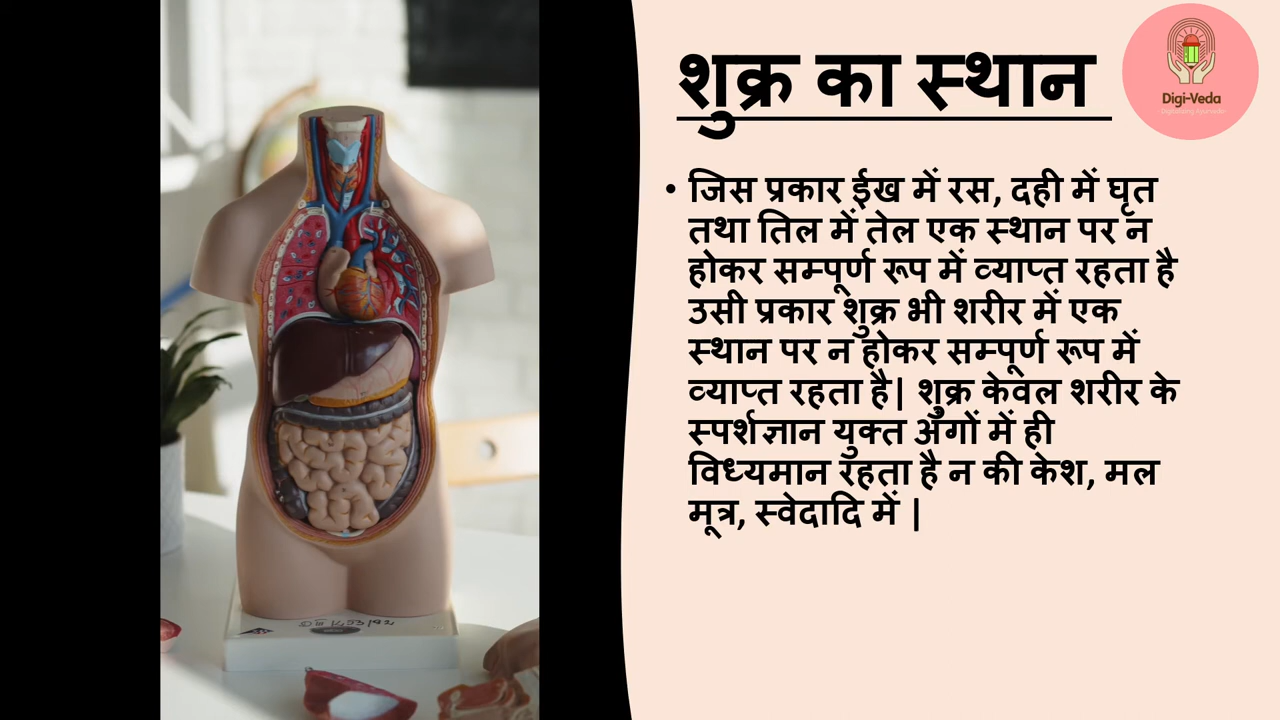 शुक्र का स्थान
Digi-Veda
• जिस प्रकार ईख में रस, दही में घृत
तथा तिल में तेल एक स्थान पर न
होकर सम्पूर्ण रूप में व्याप्त रहता है
उसी प्रकार शुक्र भी शरीर में एक
स्थान पर न होकर सम्पूर्ण रूप में
व्याप्त रहता है| शुक्र केवल शरीर के
स्पर्शज्ञान युक्त अंगों में ही
विध्यमान रहता है न की केश, मल
मूत्र, स्वेदादि में |